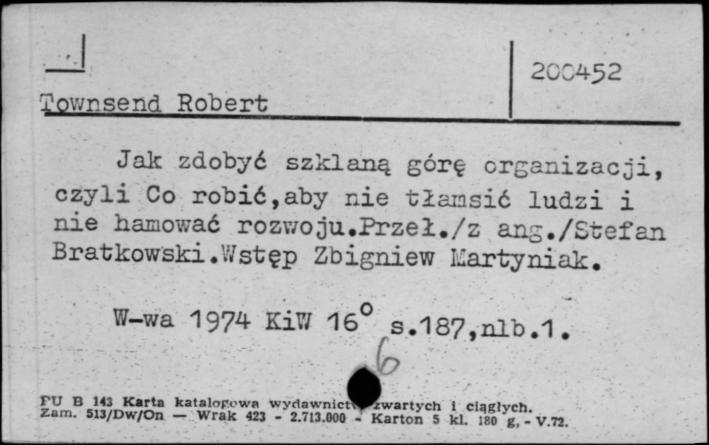 200452
Townsend Robert
Jak zdobyć szklaną górę organizacji,
czyli Co robić,aby nie tłamsić ludzi i
nie hamować rozwoju.Przeł./z ang./Stefan
Bratkowski.Wstęp Zbigniew Martyniak.
W-wa 1974 KiW 16° s.187,nlb.1.
6
PU B 143 Karta katalogowa wydawnictw zwartych i ciągłych.
Zam. 513/Dw/On — Wrak 423 - 2.713.000 - Karton 5 kl. 180 g, - V.72.